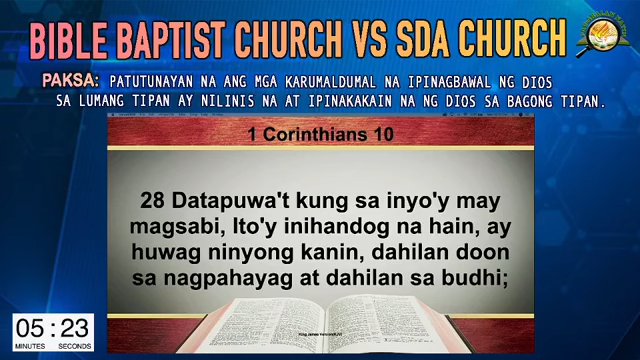 BIBLE BAPTIST CHURCH VS SDA CHURCH
PAKSA: PATUTUNAYAN NA ANG MGA KARUMALDUMAL NA IPINAGBAWAL NG DIOS
SA LUMANG TIPAN AY NILINIS NA AT IPINAKAKAIN NA NG DIOS SA BAGONG TIPAN.
1 Corinthians 10
28 Datapuwa't kung sa inyo'y may
magsabi, Ito'y inihandog na hain, ay
huwag ninyong kanin, dahilan doon
sa nagpahayag at dahilan sa budhi;
05 : 23
MINUTES SECONDS